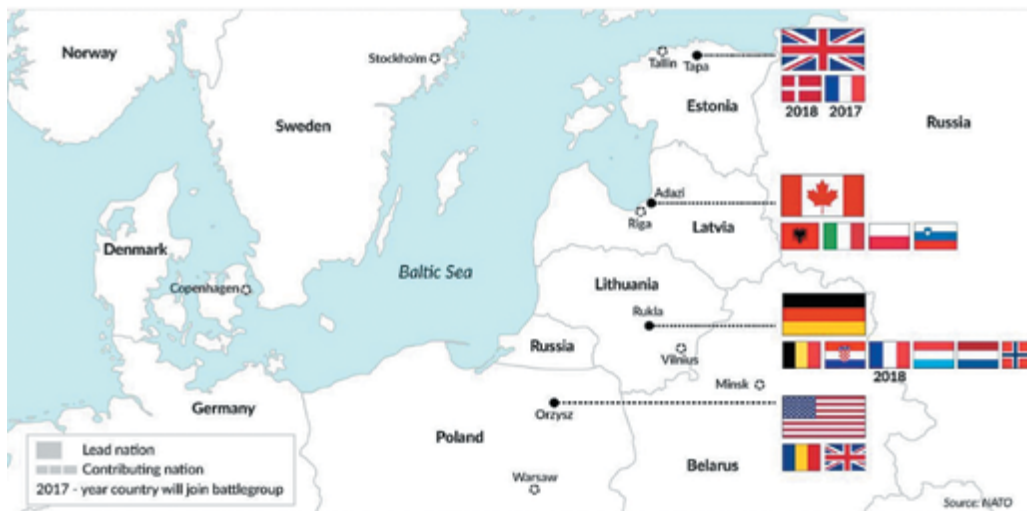 Norway
Stockholm
Tallin
Tapa
Estonia
2018
2017
Russia
Sweden
Adazi
Riga
Latvia
Denmark
Baltic Sea
Copenhagen
Lithuania
Rukla
Russia
Vilnius
2018
Minsk
Germany
Orzysz
Poland
Belarus
Lead nation
Contributing nation
2017 - year country will join battlegroup
Warsaw
Source: NATO